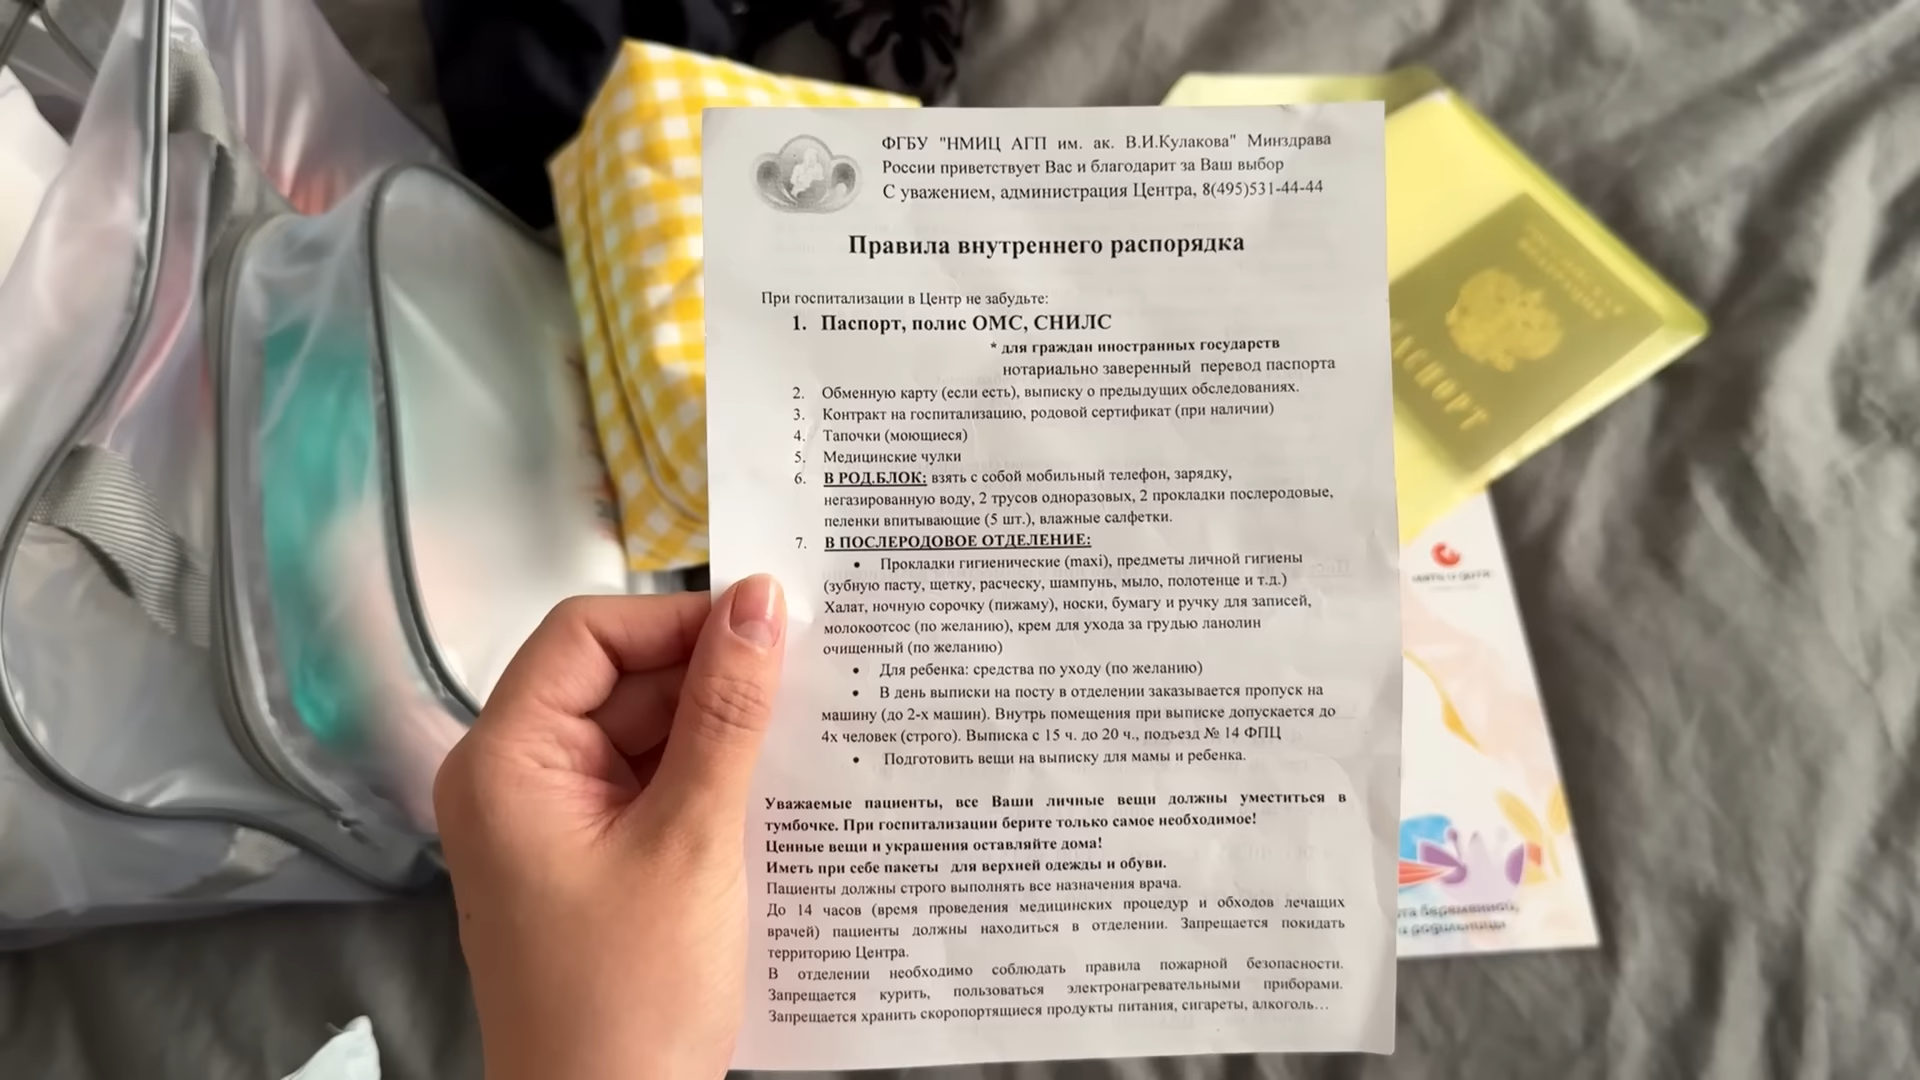 ФГБУ "НМИЦ АГП им. ак. В.И.Кулакова" Минздрава
России приветствует Вас и благодарит за Ваш выбор
С уважением, администрация Центра, 8(495)531-44-44
Правила внутреннего распорядка
При госпитализации в Центр не забудьте:
1. Паспорт, полис ОМС, СНИЛС
* для граждан иностранных государств
нотариально заверенный перевод паспорта
2. Обменную карту (если есть), выписку о предыдущих обследованиях.
3. Контракт на госпитализацию, родовой сертификат (при наличии)
4. Тапочки (моющиеся)
5. Медицинские чулки
6. В РОД.БЛОК: взять с собой мобильный телефон, зарядку,
негазированную воду, 2 трусов одноразовых, 2 прокладки послеродовые,
пеленки впитывающие (5 шт.), влажные салфетки.
7. В ПОСЛЕРОДОВОЕ ОТДЕЛЕНИЕ:
• Прокладки гигиенические (maxi), предметы личной гигиены
(зубную пасту, щетку, расческу, шампунь, мыло, полотенце и т.д.)
Халат, ночную сорочку (пижаму), носки, бумагу и ручку для записей,
молокоотсос (по желанию), крем для ухода за грудью ланолин
очищенный (по желанию)
• Для ребенка: средства по уходу (по желанию)
• В день выписки на посту в отделении заказывается пропуск на
машину (до 2-х машин). Внутрь помещения при выписке допускается до
4х человек (строго). Выписка с 15 ч. до 20 ч., подъезд № 14 ФПЦ
• Подготовить вещи на выписку для мамы и ребенка.
Уважаемые пациенты, все Ваши личные вещи должны уместиться в
тумбочке. При госпитализации берите только самое необходимое!
Ценные вещи и украшения оставляйте дома!
Иметь при себе пакеты для верхней одежды и обуви.
Пациенты должны строго выполнять все назначения врача.
До 14 часов (время проведения медицинских процедур и обходов лечащих
врачей) пациенты должны находиться в отделении. Запрещается покидать
территорию Центра.
В отделении необходимо соблюдать правила пожарной безопасности.
Запрещается курить, пользоваться электронагревательными приборами.
Запрещается хранить скоропортящиеся продукты питания, сигареты, алкоголь…
РОССИЙСКАЯ
ФЕДЕРАЦИЯ
ПАСПОРТ
мать и дитя
беременной,
родильницы